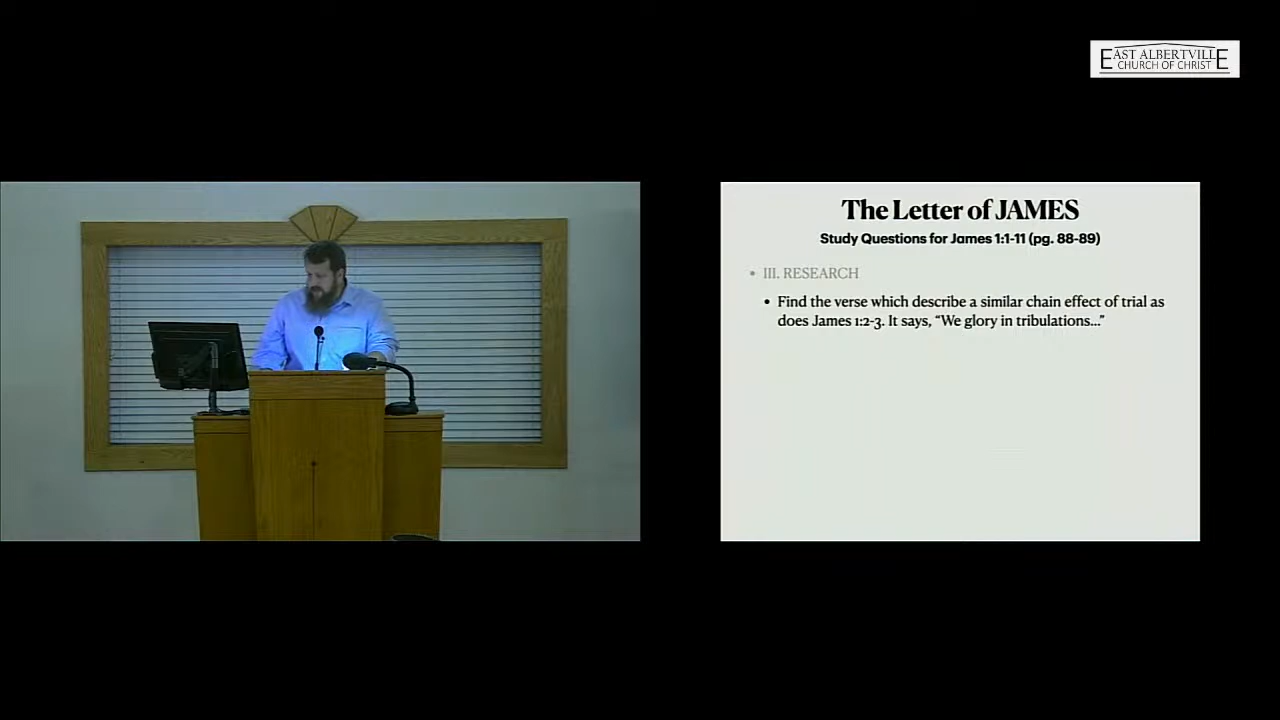 EAST ALBERTVILLE
CHURCH OF CHRIST
The Letter of JAMES
Study Questions for James 1:1-11 (pg. 88-89)
• III. RESEARCH
• Find the verse which describe a similar chain effect of trial as
does James 1:2-3. It says, “We glory in tribulations...”